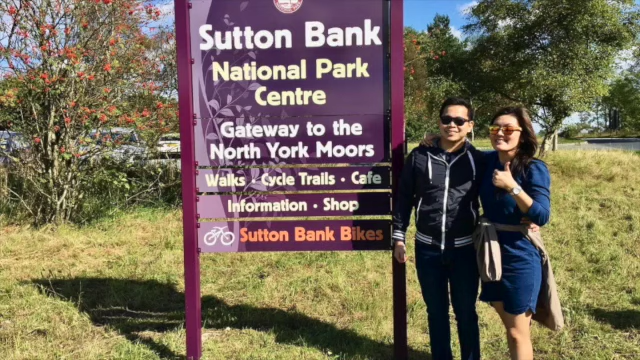 Sutton Bank
National Park
Centre
Gateway to the
North York Moors
Walks · Cycle Trails · Cafe
Information · Shop
Sutton Bank Bikes